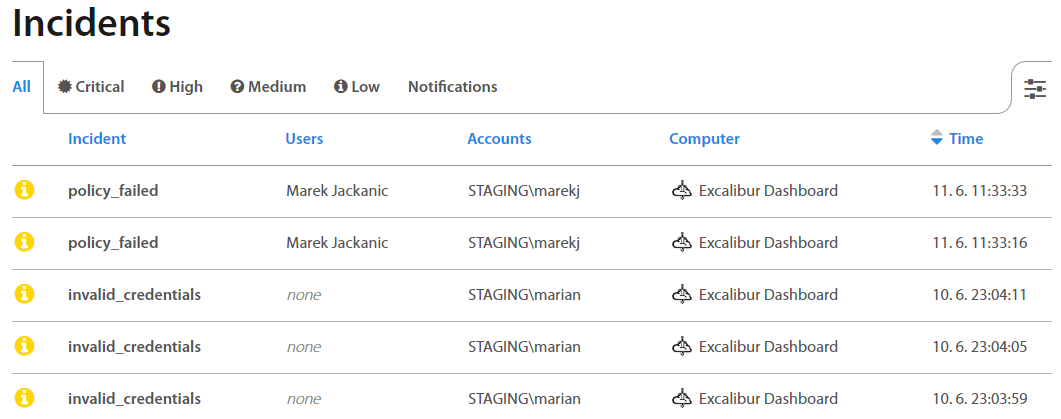 Incidents
All Critical High Medium Low Notifications
Incident Users Accounts Computer Time
policy_failed Marek Jackanic STAGING\marekj Excalibur Dashboard 11. 6. 11:33:33
policy_failed Marek Jackanic STAGING\marekj Excalibur Dashboard 11. 6. 11:33:16
invalid_credentials none STAGING\marian Excalibur Dashboard 10. 6. 23:04:11
invalid_credentials none STAGING\marian Excalibur Dashboard 10. 6. 23:04:05
invalid_credentials none STAGING\marian Excalibur Dashboard 10. 6. 23:03:59